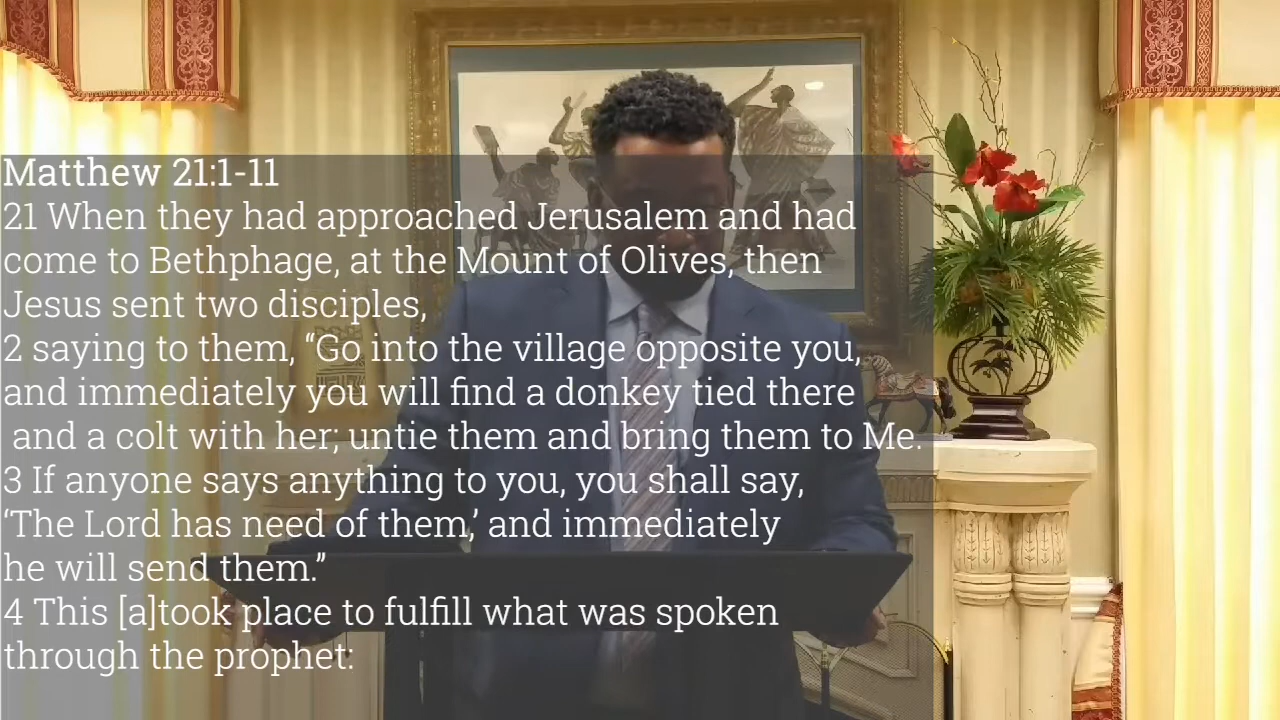 Matthew 21:1-11
21 When they had approached Jerusalem and had
come to Bethphage, at the Mount of Olives, then
Jesus sent two disciples,
2 saying to them, “Go into the village opposite you,
and immediately you will find a donkey tied there
and a colt with her; untie them and bring them to Me.
3 If anyone says anything to you, you shall say,
‘The Lord has need of them,’ and immediately
he will send them.”
4 This [a]took place to fulfill what was spoken
through the prophet: